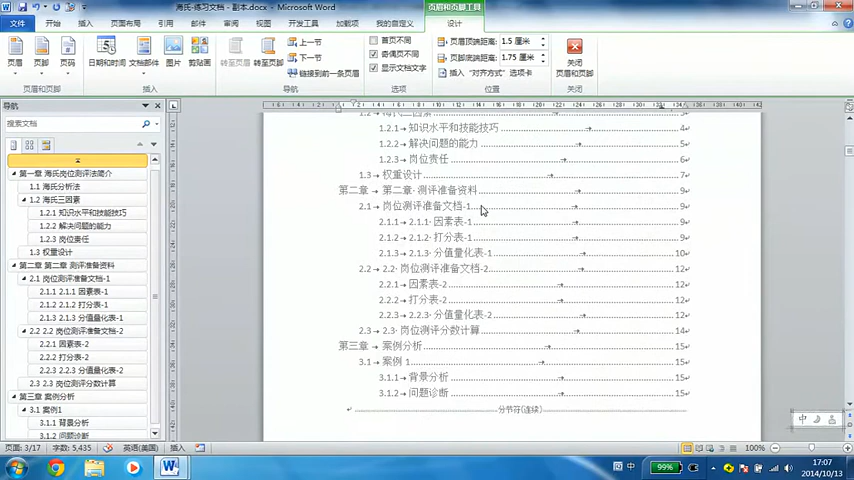 海氏-练习文档 - 副本.docx - Microsoft Word
页眉和页脚工具
文件 开始 插入 页面布局 引用 邮件 审阅 视图 开发工具 加载项 我的自定义 设计
页眉 页脚 页码 日期和时间 文档部件 图片 剪贴画 转至页眉 转至页脚
上一节
下一节
链接到前一条页眉
首页不同
奇偶页不同
显示文档文字
页眉顶端距离: 1.5 厘米
页脚底端距离: 1.75 厘米
插入“对齐方式”选项卡
关闭
页眉和页脚
页眉和页脚 插入 导航 选项 位置 关闭
导航
搜索文档
第一章 海氏岗位测评法简介
1.1 海氏分析法
1.2 海氏三因素
1.2.1 知识水平和技能技巧
1.2.2 解决问题的能力
1.2.3 岗位责任
1.3 权重设计
第二章 第二章 测评准备资料
2.1 岗位测评准备文档-1
2.1.1 2.1.1 因素表-1
2.1.2 2.1.2 打分表-1
2.1.3 2.1.3 分值量化表-1
2.2 2.2 岗位测评准备文档-2
2.2.1 因素表-2
2.2.2 打分表-2
2.2.3 2.2.3 分值量化表-2
2.3 2.3 岗位测评分数计算
第三章 案例分析
3.1 案例1
3.1.1 背景分析
3.1.2 问题诊断
1.2.1 知识水平和技能技巧 4
1.2.2 解决问题的能力 5
1.2.3 岗位责任 6
1.3 权重设计 7
第二章 第二章·测评准备资料 9
2.1 岗位测评准备文档-1 9
2.1.1 2.1.1·因素表-1 9
2.1.2 2.1.2·打分表-1 9
2.1.3 2.1.3·分值量化表-1 10
2.2 2.2·岗位测评准备文档-2 12
2.2.1 因素表-2 12
2.2.2 打分表-2 12
2.2.3 2.2.3·分值量化表-2 12
2.3 2.3·岗位测评分数计算 14
第三章 案例分析 15
3.1 案例 1 15
3.1.1 背景分析 15
3.1.2 问题诊断 15
分节符(连续)
中
页面: 3/17 字数: 5,435 英语(美国) 插入 100%
中 99% 17:07
2014/10/13